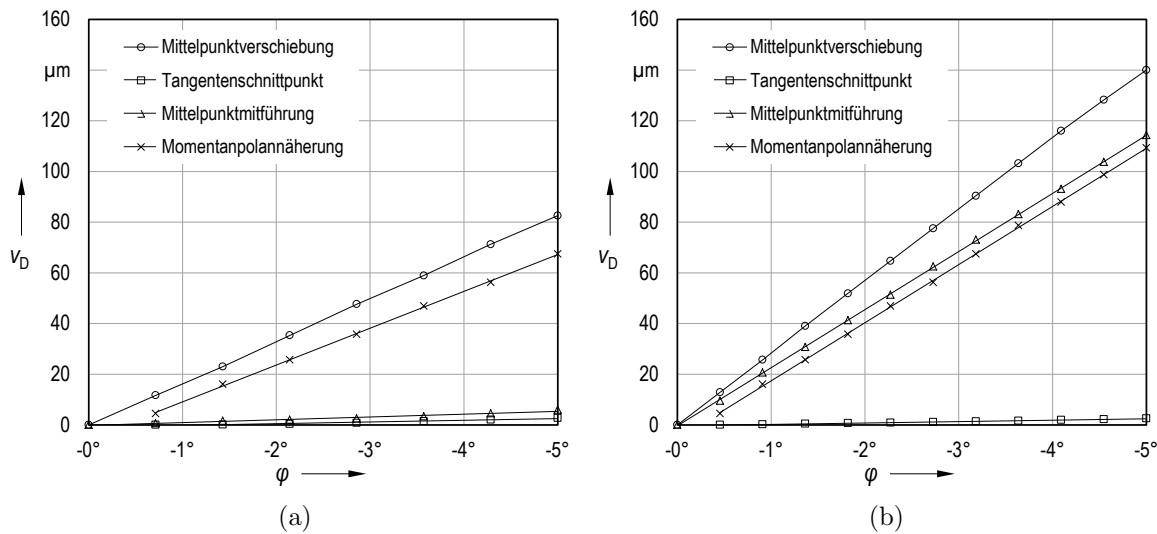 160
µm
120
100
80
60
40
20
0
v_D
Mittelpunktverschiebung
Tangentenschnittpunkt
Mittelpunktmitführung
Momentanpolannäherung
-0° -1° -2° -3° -4° -5°
φ
(a)
160
µm
120
100
80
60
40
20
0
v_D
Mittelpunktverschiebung
Tangentenschnittpunkt
Mittelpunktmitführung
Momentanpolannäherung
-0° -1° -2° -3° -4° -5°
φ
(b)